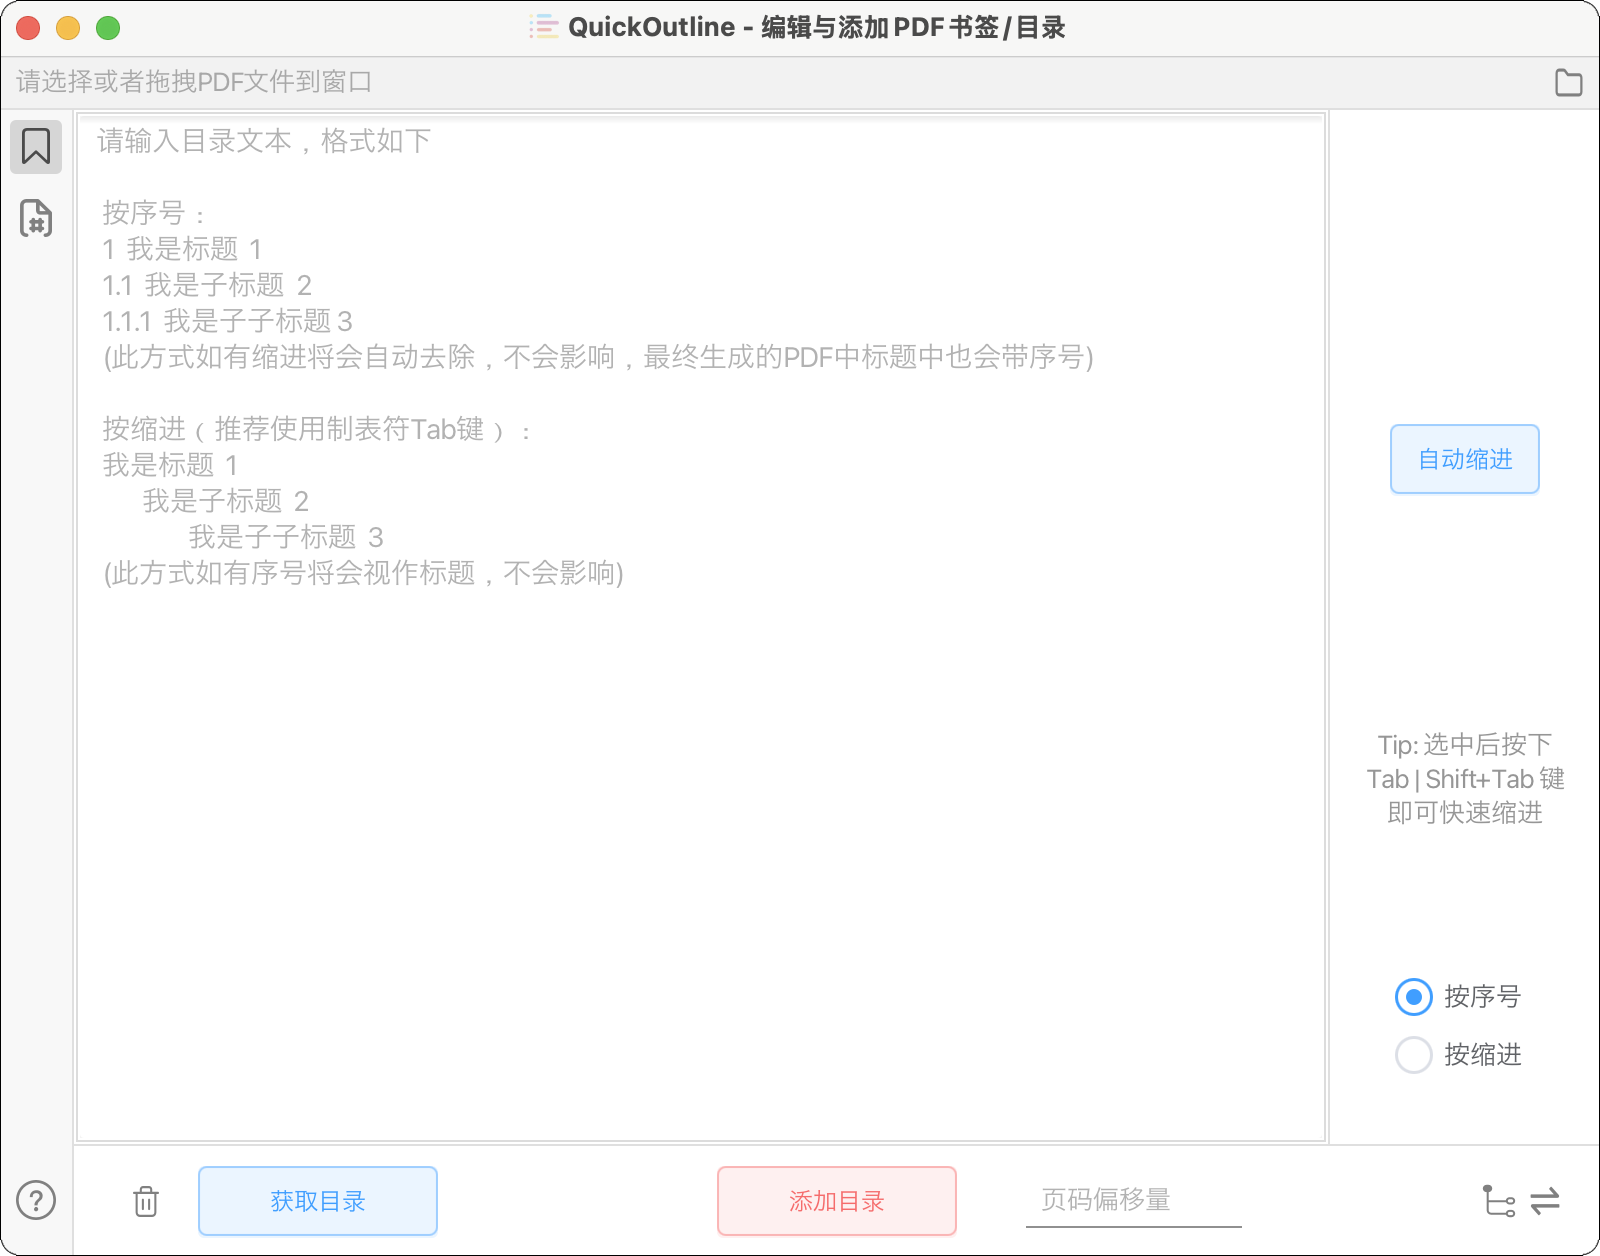 QuickOutline - 编辑与添加 PDF 书签 / 目录
请选择或者拖拽PDF文件到窗口
请输入目录文本，格式如下
按序号：
1 我是标题 1
1.1 我是子标题 2
1.1.1 我是子子标题 3
(此方式如有缩进将会自动去除，不会影响，最终生成的PDF中标题中也会带序号)
按缩进（推荐使用制表符Tab键）：
我是标题 1
我是子标题 2
我是子子标题 3
(此方式如有序号将会视作标题，不会影响)
自动缩进
Tip: 选中后按下
Tab | Shift+Tab 键
即可快速缩进
按序号
按缩进
获取目录
添加目录
页码偏移量